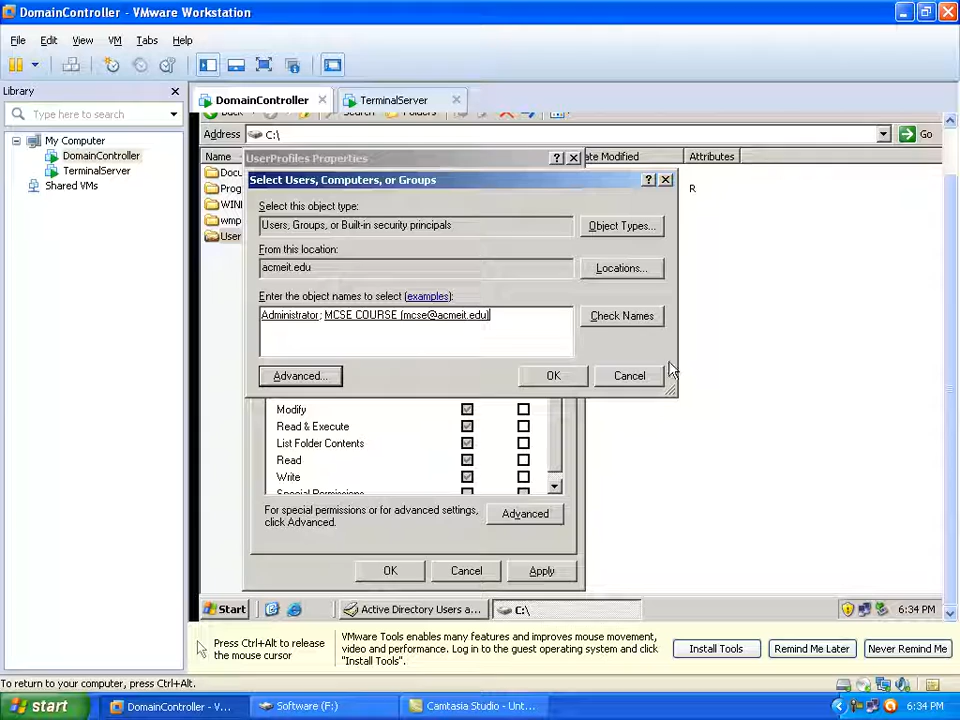 DomainController - VMware Workstation
File Edit View VM Tabs Help
Library
Type here to search
My Computer
DomainController
TerminalServer
Shared VMs
DomainController
TerminalServer
Address C:\ Go
Name
UserProfiles Properties
ate Modified
Attributes
Docu
Prog
WIN
wmp
User
R
Select Users, Computers, or Groups
Select this object type:
Users, Groups, or Built-in security principals
Object Types...
From this location:
acmeit.edu
Locations...
Enter the object names to select (examples):
Administrator; MCSE COURSE (mcse@acmeit.edu)
Check Names
Advanced...
OK
Cancel
Modify
Read & Execute
List Folder Contents
Read
Write
Special Permissions
For special permissions or for advanced settings,
click Advanced.
Advanced
OK
Cancel
Apply
Start
Active Directory Users a...
C:\
6:34 PM
Press Ctrl+Alt to release
the mouse cursor
VMware Tools enables many features and improves mouse movement,
video and performance. Log in to the guest operating system and click
"Install Tools".
Install Tools
Remind Me Later
Never Remind Me
To return to your computer, press Ctrl+Alt.
start
DomainController - V...
Software (F:)
Camtasia Studio - Unt...
6:34 PM